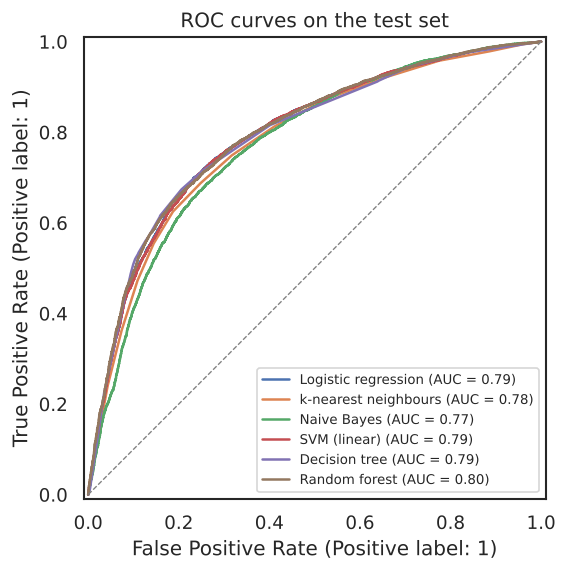 ROC curves on the test set
True Positive Rate (Positive label: 1)
1.0
0.8
0.6
0.4
0.2
0.0
Logistic regression (AUC = 0.79)
k-nearest neighbours (AUC = 0.78)
Naive Bayes (AUC = 0.77)
SVM (linear) (AUC = 0.79)
Decision tree (AUC = 0.79)
Random forest (AUC = 0.80)
0.0 0.2 0.4 0.6 0.8 1.0
False Positive Rate (Positive label: 1)